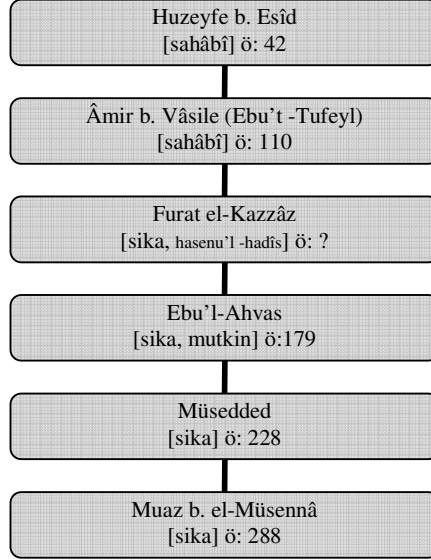 Huzeyfe b. Esîd
[sahâbî] ö: 42
Âmir b. Vâsile (Ebu’t -Tufeyl)
[sahâbî] ö: 110
Furat el-Kazzâz
[sika, hasenu’l -hadîs] ö: ?
Ebu’l-Ahvas
[sika, mutkin] ö:179
Müsedded
[sika] ö: 228
Muaz b. el-Müsennâ
[sika] ö: 288